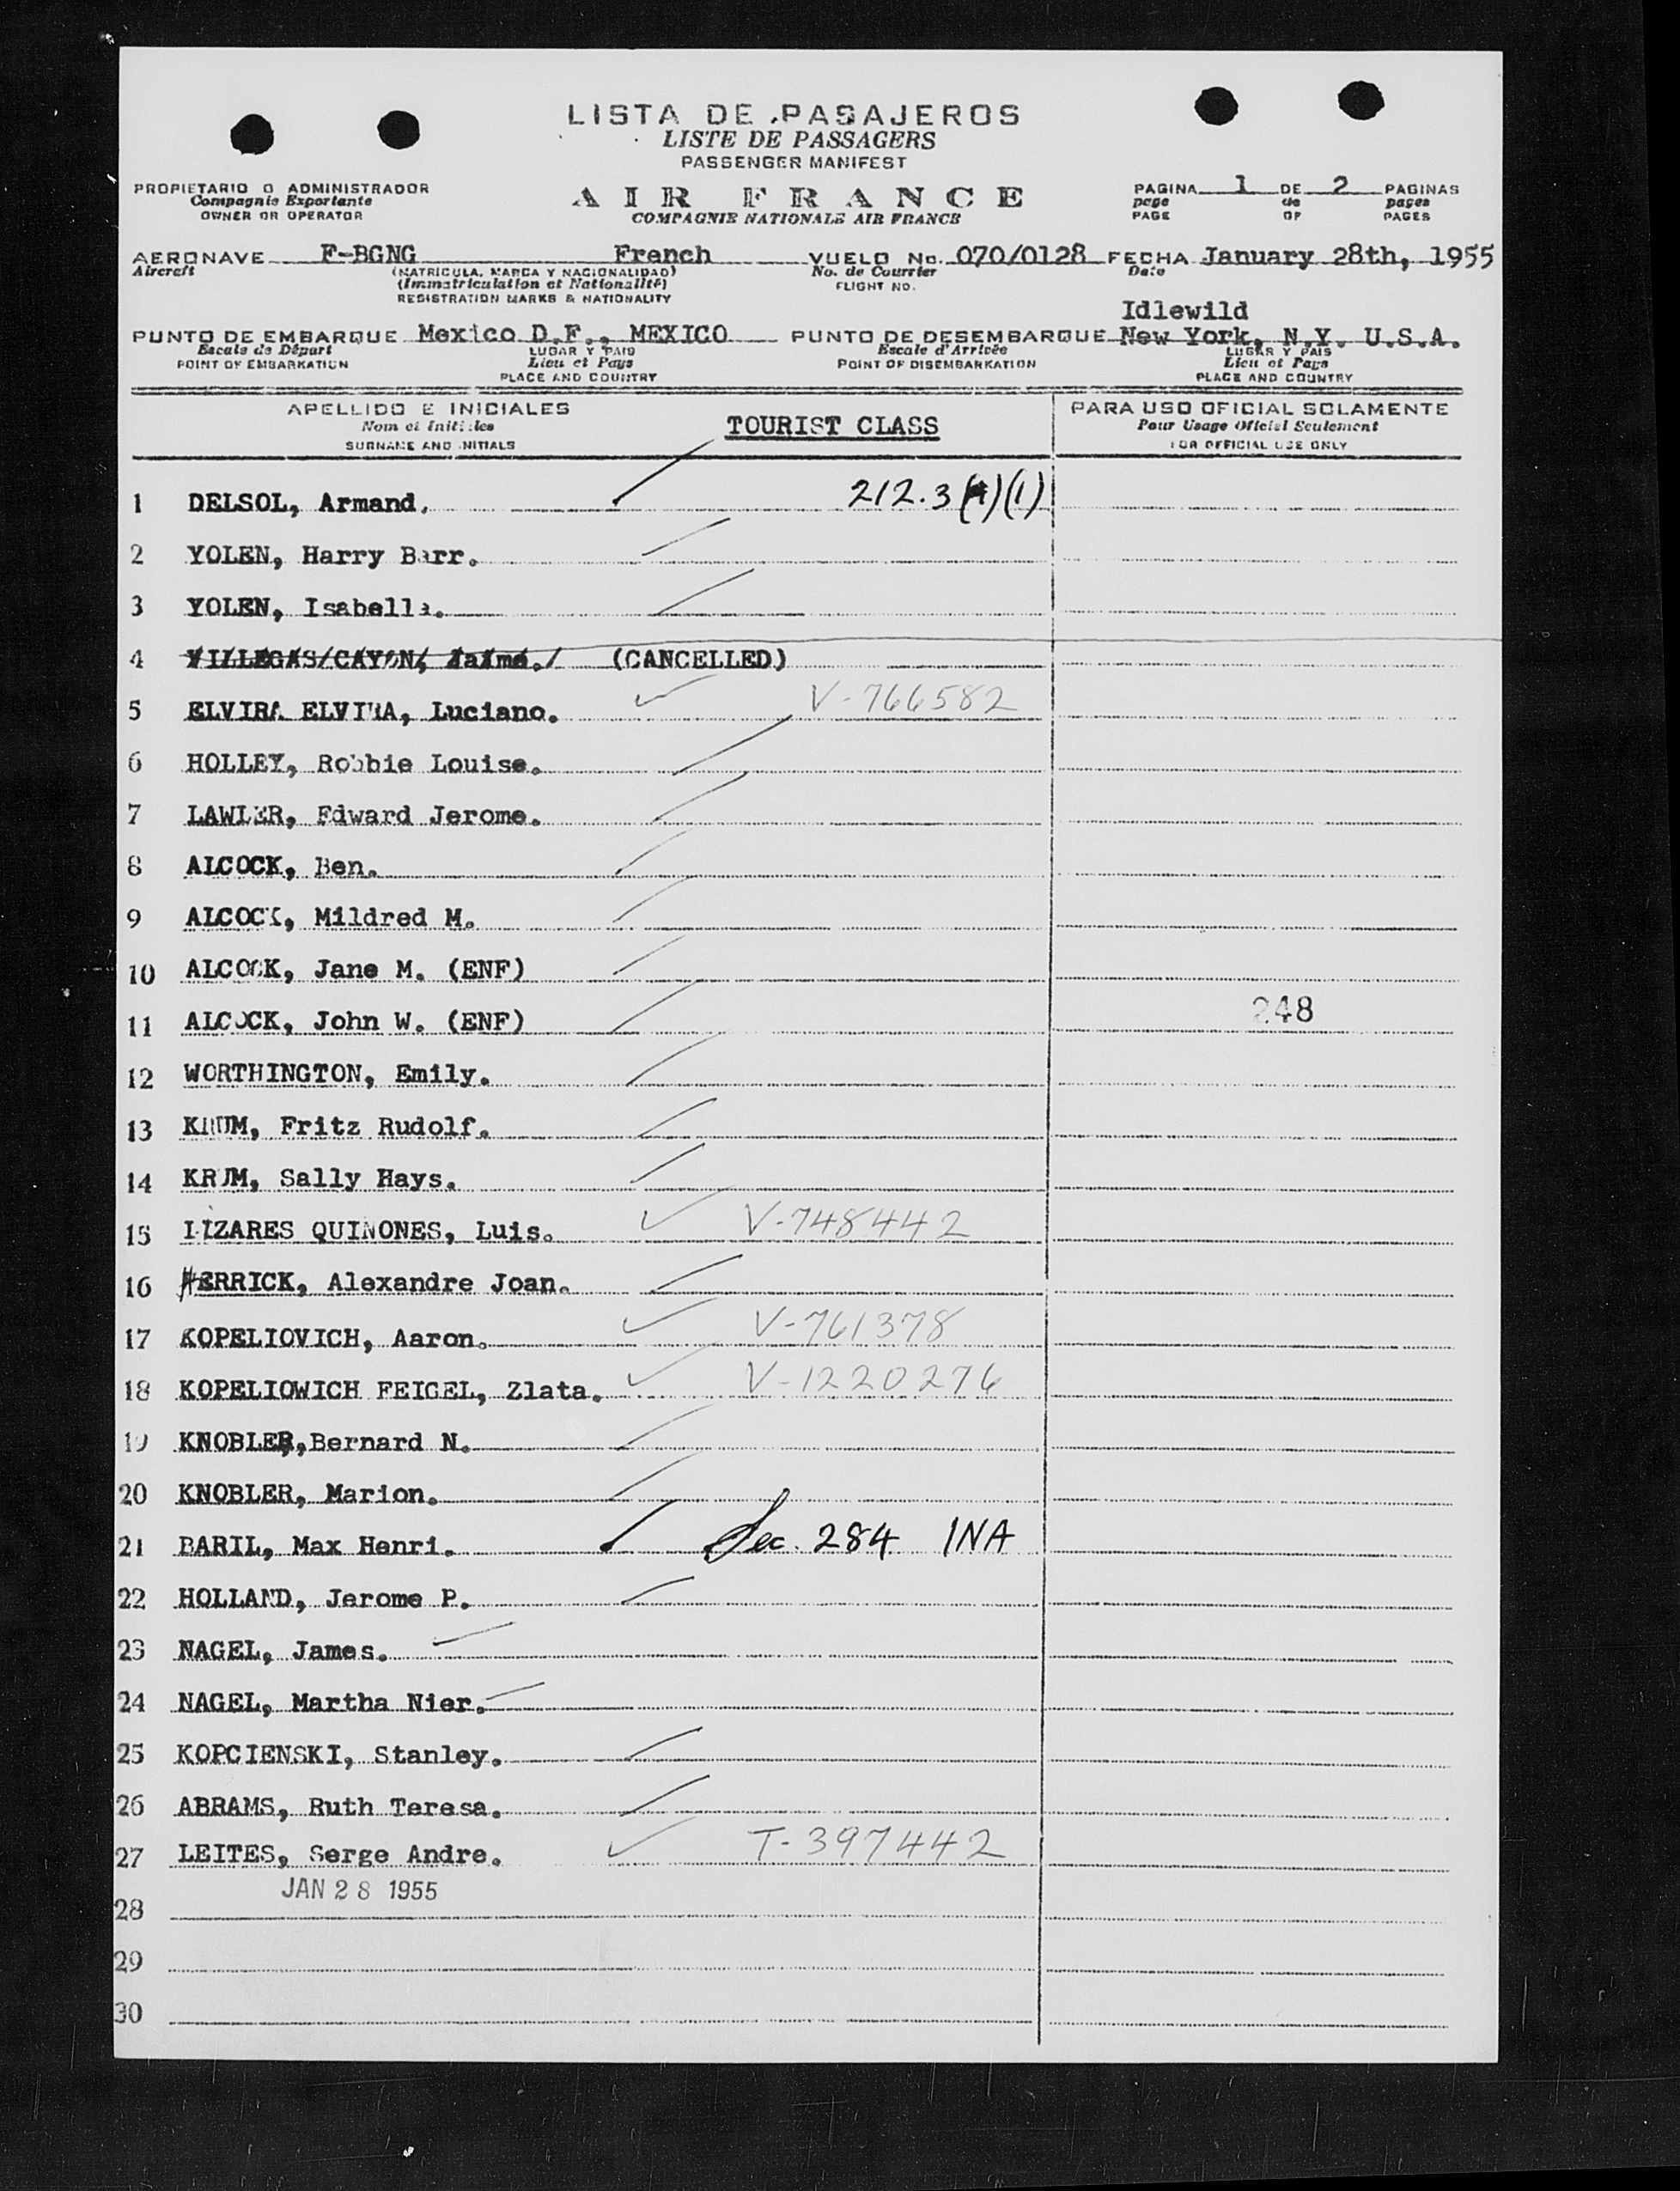 LISTA DE PASAJEROS
LISTE DE PASSAGERS
PASSENGER MANIFEST
PROPIETARIO O ADMINISTRADOR
Compagnie Exportante
OWNER OR OPERATOR
AIR FRANCE
COMPAGNIE NATIONALE AIR FRANCE
PAGINA 1 DE 2 PAGINAS
page de pages
PAGE OF PAGES
AERONAVE F-BGNG French VUELO No. 070/0128 FECHA January 28th, 1955
Aircraft (MATRICULA, MARCA Y NACIONALIDAD) No. de Courrier Date
(Immatriculation et Nationalité) FLIGHT NO.
REGISTRATION MARKS & NATIONALITY
Idlewild
PUNTO DE EMBARQUE Mexico D.F., MEXICO PUNTO DE DESEMBARQUE New York, N.Y. U.S.A.
Escale de Départ LUGAR Y PAIS Escale d'Arrivée LUGAR Y PAIS
POINT OF EMBARKATION Lieu et Pays POINT OF DISEMBARKATION Lieu et Pays
PLACE AND COUNTRY PLACE AND COUNTRY
APELLIDO E INICIALES
Nom et Initiales
SURNAME AND INITIALS
TOURIST CLASS
PARA USO OFICIAL SOLAMENTE
Pour Usage Officiel Seulement
FOR OFFICIAL USE ONLY
1 DELSOL, Armand. 212.3 (1)
2 YOLEN, Harry Barr.
3 YOLEN, Isabella.
4 VILLEGAS CAYON, Jaime. (CANCELLED)
5 ELVIRA ELVIRA, Luciano. V-766582
6 HOLLEY, Robbie Louise.
7 LAWLER, Edward Jerome.
8 ALCOCK, Ben.
9 ALCOCK, Mildred M.
10 ALCOCK, Jane M. (ENF)
11 ALCOCK, John W. (ENF) 248
12 WORTHINGTON, Emily.
13 KRUM, Fritz Rudolf.
14 KRUM, Sally Hays.
15 LIZARES QUINONES, Luis. V-748442
16 HERRICK, Alexandre Joan.
17 KOPELIOVICH, Aaron. V-761378
18 KOPELIOWICH FEIGEL, Zlata. V-1220276
19 KNOBLER, Bernard N.
20 KNOBLER, Marion.
21 BARIL, Max Henri. Sec. 284 INA
22 HOLLAND, Jerome P.
23 NAGEL, James.
24 NAGEL, Martha Nier.
25 KOPCIENSKI, Stanley.
26 ABRAMS, Ruth Teresa.
27 LEITES, Serge Andre. T-397442
JAN 28 1955
28
29
30